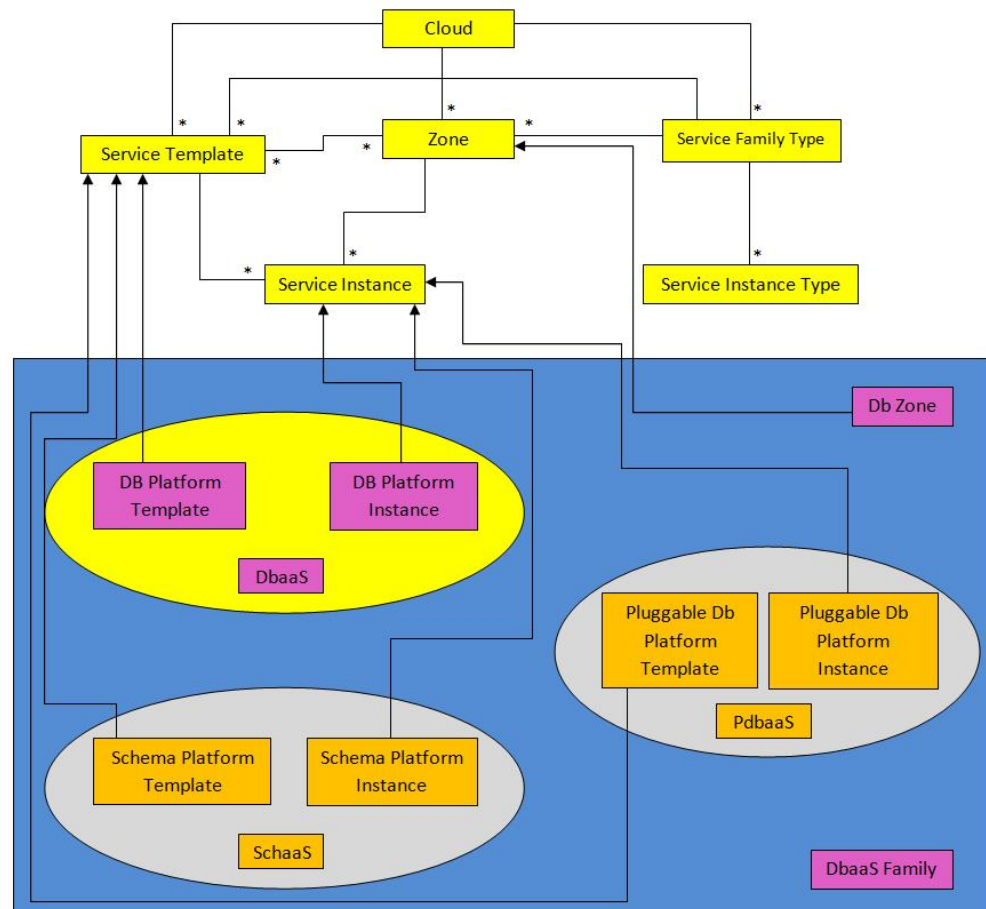 Cloud
*
*
*
*
*
*
*
Service Template
Zone
Service Family Type
*
*
*
*
Service Instance
Service Instance Type
Db Zone
DB Platform
Template
DB Platform
Instance
DbaaS
Pluggable Db
Platform
Template
Pluggable Db
Platform
Instance
PdbaaS
Schema Platform
Template
Schema Platform
Instance
SchaaS
DbaaS Family